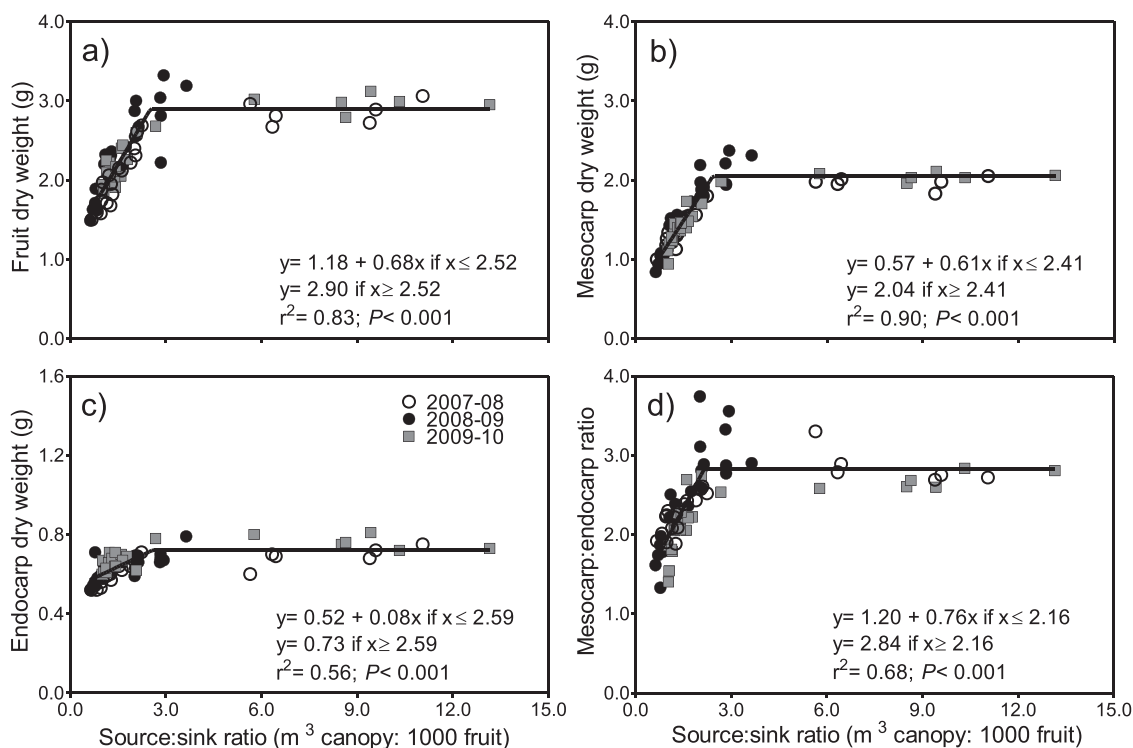 a)
Fruit dry weight (g)
4.0
3.0
2.0
1.0
0.0
y= 1.18 + 0.68x if x ≤ 2.52
y= 2.90 if x ≥ 2.52
r2= 0.83; P< 0.001
b)
Mesocarp dry weight (g)
4.0
3.0
2.0
1.0
0.0
y= 0.57 + 0.61x if x ≤ 2.41
y= 2.04 if x ≥ 2.41
r2= 0.90; P< 0.001
c)
Endocarp dry weight (g)
1.6
1.2
0.8
0.4
0.0
2007-08
2008-09
2009-10
y= 0.52 + 0.08x if x ≤ 2.59
y= 0.73 if x ≥ 2.59
r2= 0.56; P< 0.001
0.0 3.0 6.0 9.0 12.0 15.0
Source:sink ratio (m 3 canopy: 1000 fruit)
d)
Mesocarp:endocarp ratio
4.0
3.0
2.0
1.0
0.0
y= 1.20 + 0.76x if x ≤ 2.16
y= 2.84 if x ≥ 2.16
r2= 0.68; P< 0.001
0.0 3.0 6.0 9.0 12.0 15.0
Source:sink ratio (m 3 canopy: 1000 fruit)